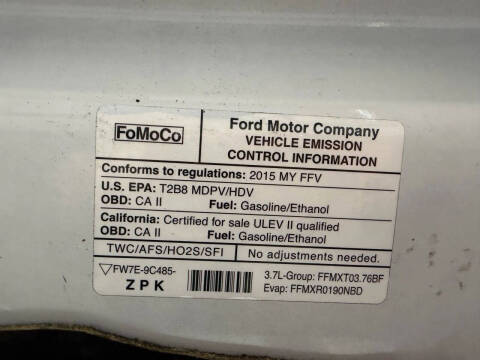 FoMoCo
Ford Motor Company
VEHICLE EMISSION
CONTROL INFORMATION
Conforms to regulations: 2015 MY FFV
U.S. EPA: T2B8 MDPV/HDV
OBD: CA II Fuel: Gasoline/Ethanol
California: Certified for sale ULEV II qualified
OBD: CA II Fuel: Gasoline/Ethanol
TWC/AFS/HO2S/SFI No adjustments needed.
FW7E-9C485-
ZPK
3.7L-Group: FFMXT03.76BF
Evap: FFMXR0190NBD